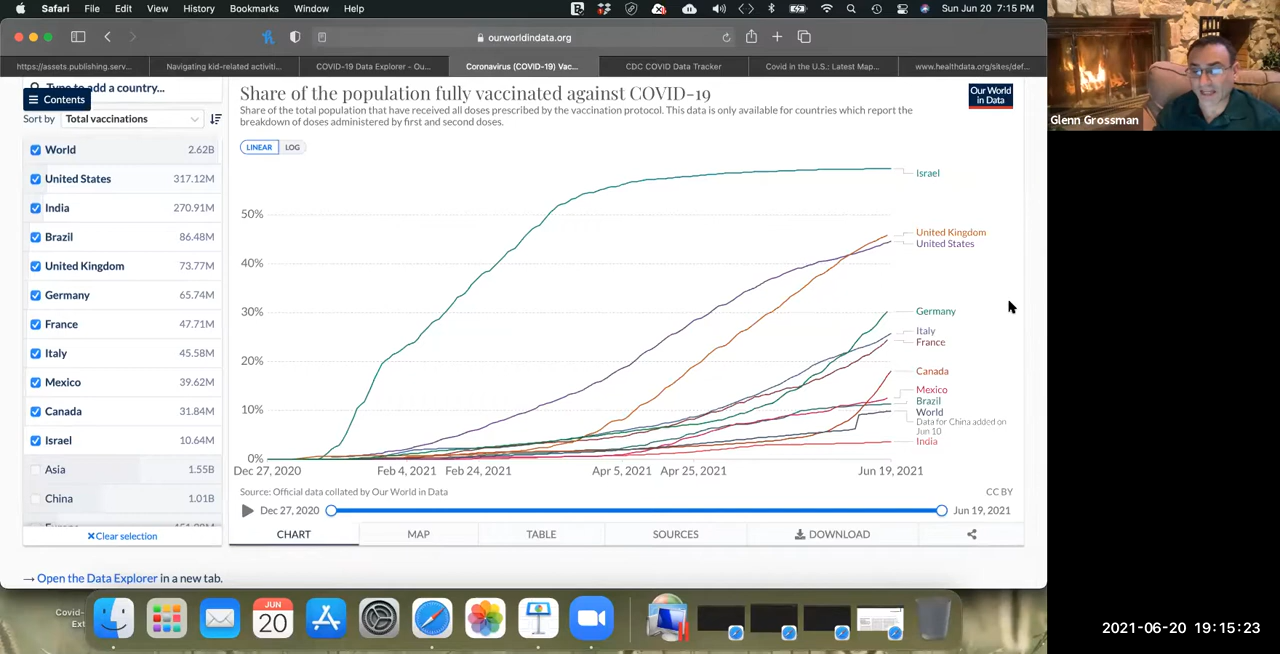 Safari File Edit View History Bookmarks Window Help
Sun Jun 20 7:15 PM
ourworldindata.org
https://assets.publishing.serv...
Navigating kid-related activiti...
COVID-19 Data Explorer - Ou...
Coronavirus (COVID-19) Vac...
CDC COVID Data Tracker
Covid in the U.S.: Latest Map...
www.healthdata.org/sites/def...
Type to add a country...
Contents
Sort by Total vaccinations
World 2.62B
United States 317.12M
India 270.91M
Brazil 86.48M
United Kingdom 73.77M
Germany 65.74M
France 47.71M
Italy 45.58M
Mexico 39.62M
Canada 31.84M
Israel 10.64M
Asia 1.55B
China 1.01B
Clear selection
Share of the population fully vaccinated against COVID-19
Share of the total population that have received all doses prescribed by the vaccination protocol. This data is only available for countries which report the
breakdown of doses administered by first and second doses.
Our World
in Data
LINEAR LOG
50%
40%
30%
20%
10%
0%
Israel
United Kingdom
United States
Germany
Italy
France
Canada
Mexico
Brazil
World
Data for China added on
Jun 10
India
Dec 27, 2020 Feb 4, 2021 Feb 24, 2021 Apr 5, 2021 Apr 25, 2021 Jun 19, 2021
Source: Official data collated by Our World in Data
CC BY
Dec 27, 2020 Jun 19, 2021
CHART MAP TABLE SOURCES DOWNLOAD
→ Open the Data Explorer in a new tab.
Covid-
Ext
JUN
20
Glenn Grossman
2021-06-20 19:15:23